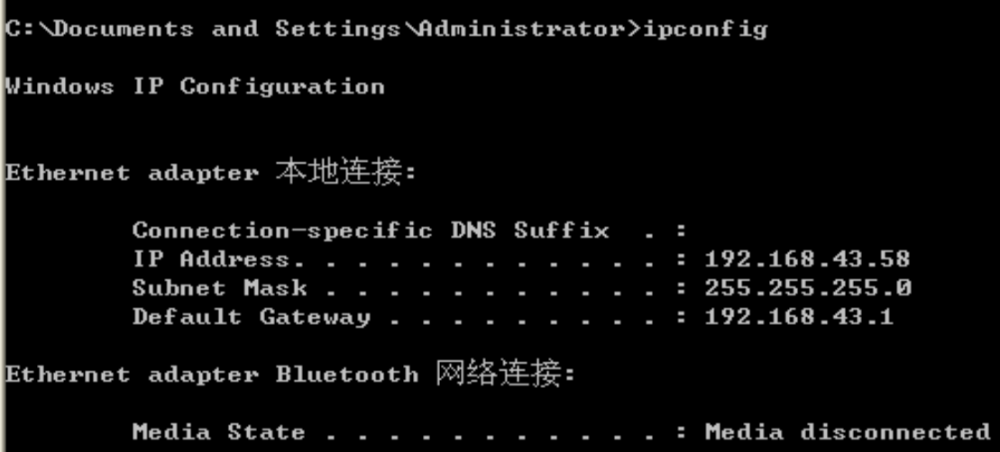 C:\Documents and Settings\Administrator>ipconfig
Windows IP Configuration
Ethernet adapter 本地连接:
Connection-specific DNS Suffix  . :
IP Address. . . . . . . . . . . . : 192.168.43.58
Subnet Mask . . . . . . . . . . . : 255.255.255.0
Default Gateway . . . . . . . . . : 192.168.43.1
Ethernet adapter Bluetooth 网络连接:
Media State . . . . . . . . . . . : Media disconnected